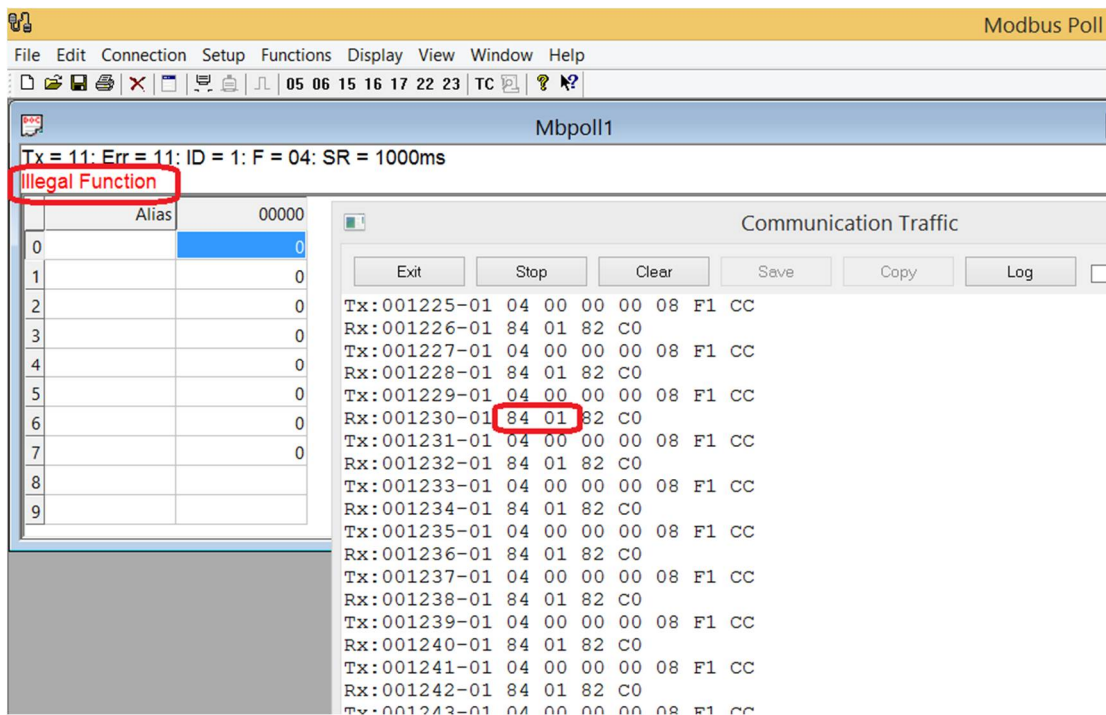 Modbus Poll
File Edit Connection Setup Functions Display View Window Help
05 06 15 16 17 22 23 TC
Mbpoll1
Tx = 11: Err = 11: ID = 1: F = 04: SR = 1000ms
Illegal Function
Alias 00000
0 0
1 0
2 0
3 0
4 0
5 0
6 0
7 0
8
9
Communication Traffic
Exit Stop Clear Save Copy Log
Tx:001225-01 04 00 00 00 08 F1 CC
Rx:001226-01 84 01 82 C0
Tx:001227-01 04 00 00 00 08 F1 CC
Rx:001228-01 84 01 82 C0
Tx:001229-01 04 00 00 00 08 F1 CC
Rx:001230-01 84 01 82 C0
Tx:001231-01 04 00 00 00 08 F1 CC
Rx:001232-01 84 01 82 C0
Tx:001233-01 04 00 00 00 08 F1 CC
Rx:001234-01 84 01 82 C0
Tx:001235-01 04 00 00 00 08 F1 CC
Rx:001236-01 84 01 82 C0
Tx:001237-01 04 00 00 00 08 F1 CC
Rx:001238-01 84 01 82 C0
Tx:001239-01 04 00 00 00 08 F1 CC
Rx:001240-01 84 01 82 C0
Tx:001241-01 04 00 00 00 08 F1 CC
Rx:001242-01 84 01 82 C0
Tx:001243-01 04 00 00 00 08 F1 CC